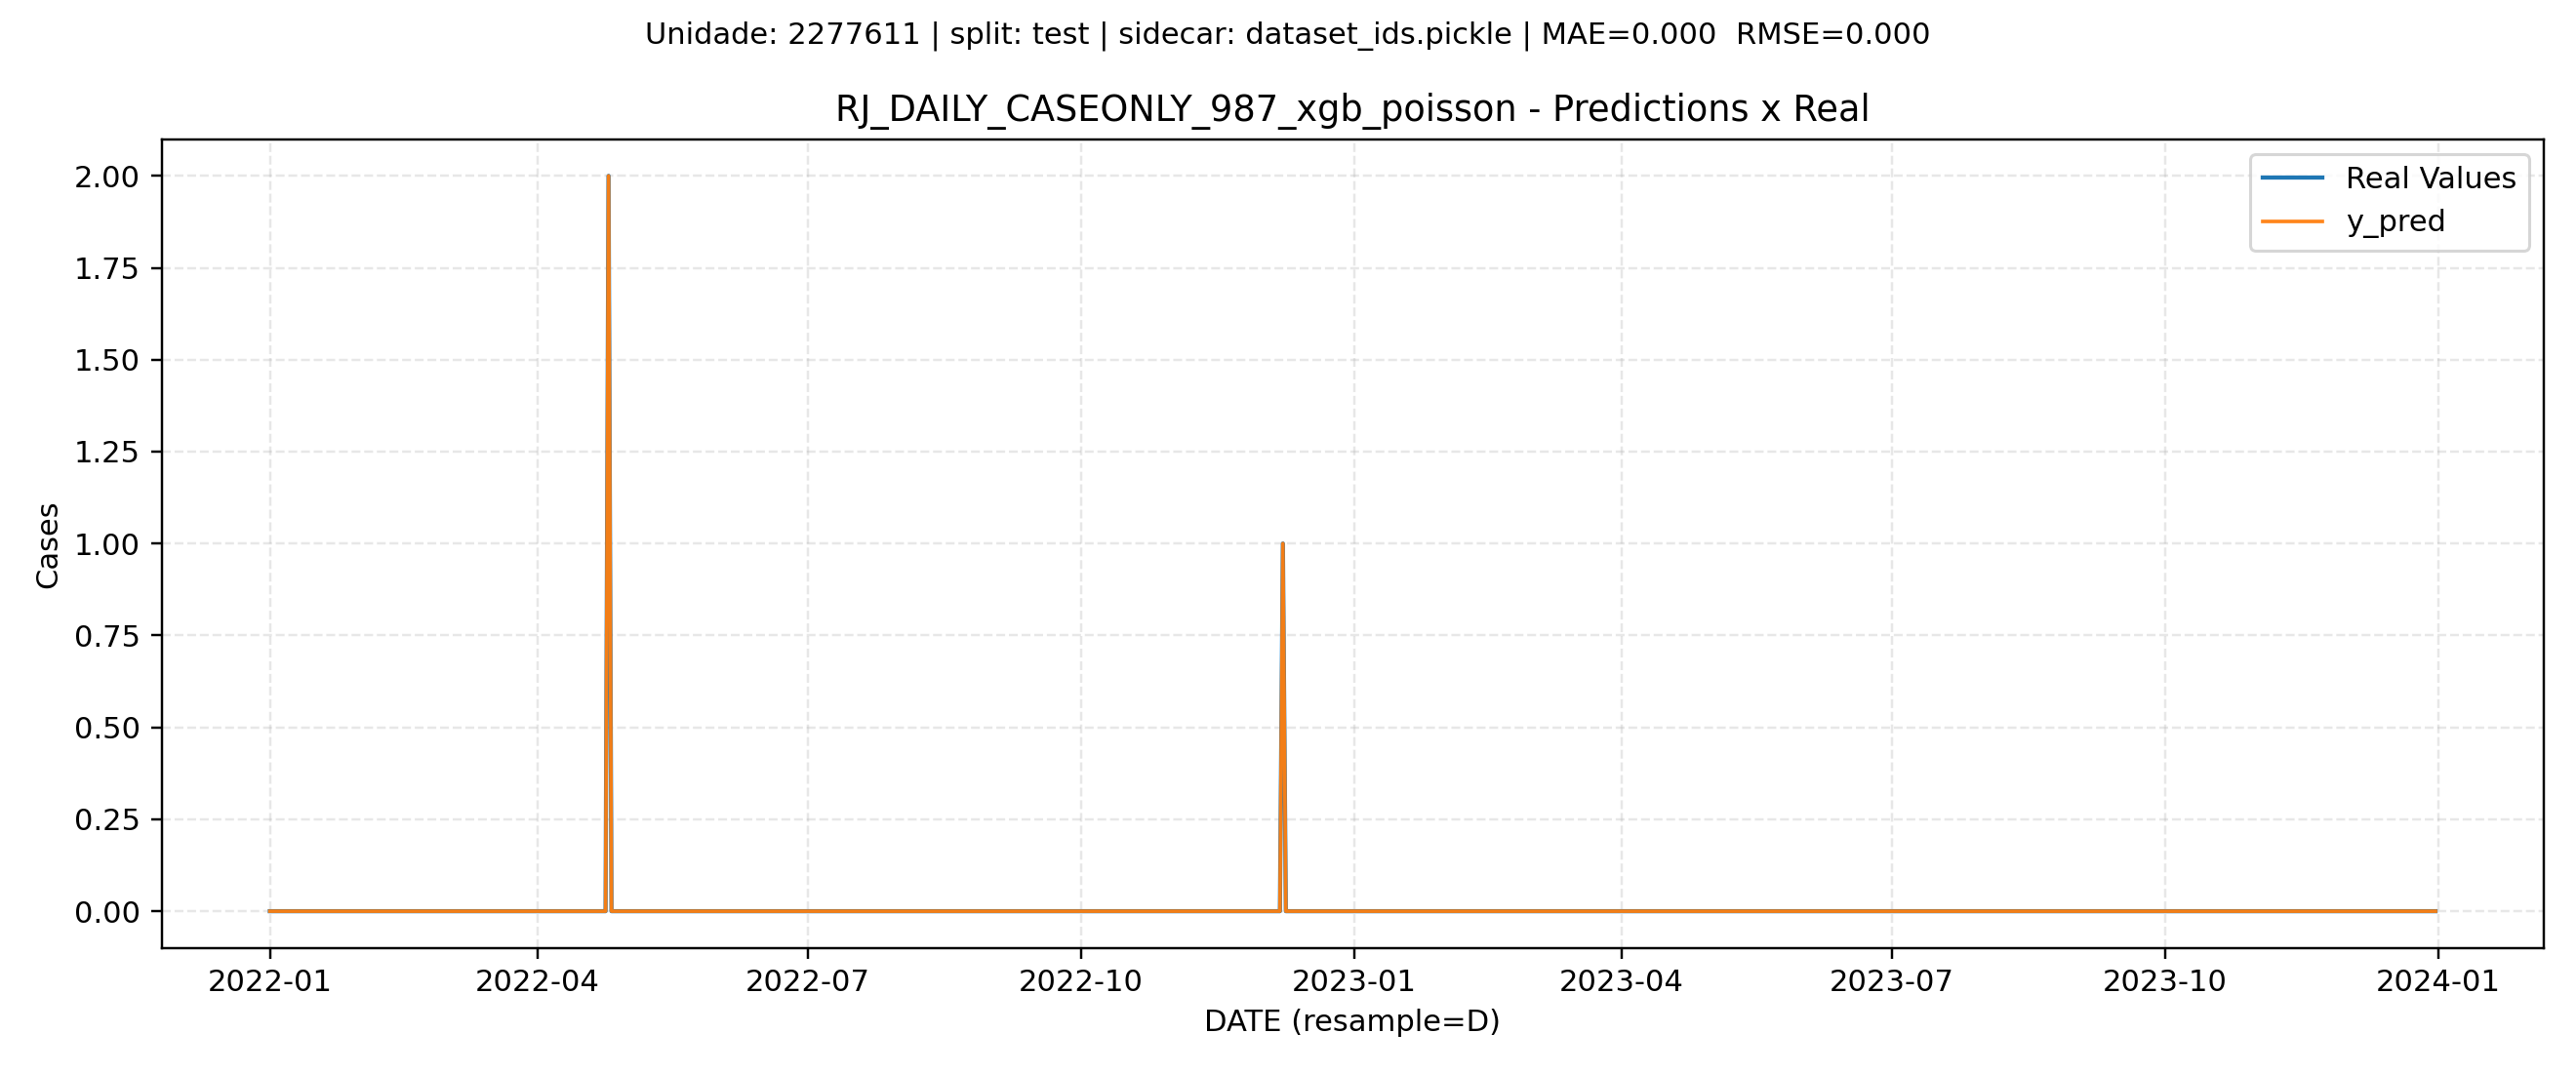 Unidade: 2277611 | split: test | sidecar: dataset_ids.pickle | MAE=0.000  RMSE=0.000
RJ_DAILY_CASEONLY_987_xgb_poisson - Predictions x Real
Real Values
y_pred
2.00
1.75
1.50
1.25
1.00
0.75
0.50
0.25
0.00
Cases
2022-01 2022-04 2022-07 2022-10 2023-01 2023-04 2023-07 2023-10 2024-01
DATE (resample=D)